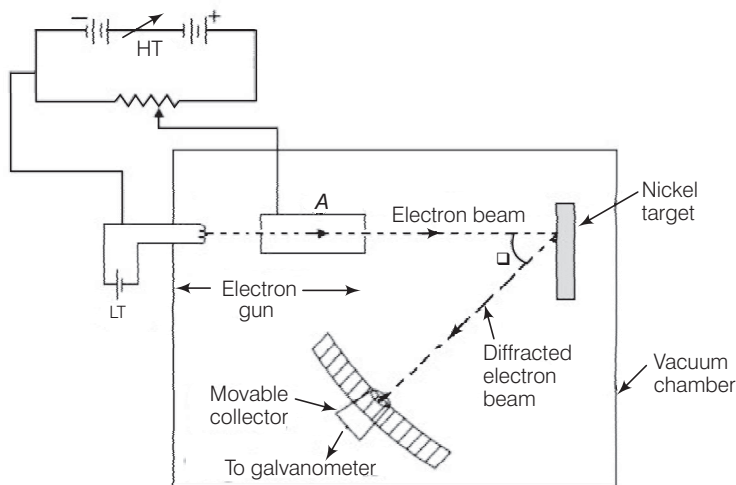 − +
HT
Nickel
target
A
Electron beam
❑
LT
Electron
gun
Diffracted
electron
beam
Vacuum
chamber
Movable
collector
To galvanometer